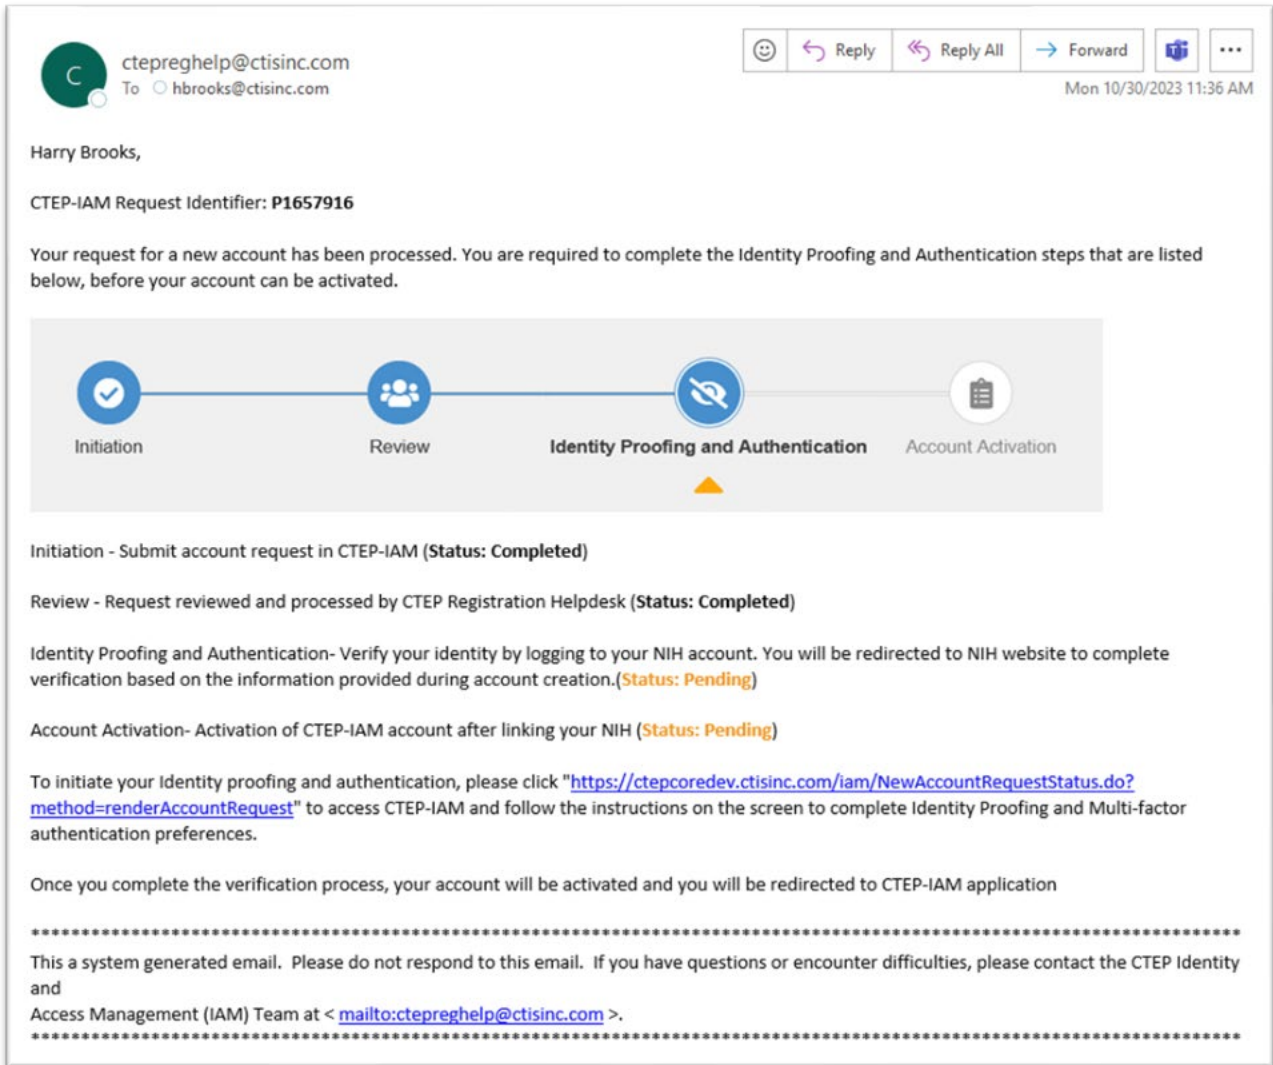 C
ctepreghelp@ctisinc.com
To hbrooks@ctisinc.com
Reply
Reply All
Forward
Mon 10/30/2023 11:36 AM
Harry Brooks,
CTEP-IAM Request Identifier: P1657916
Your request for a new account has been processed. You are required to complete the Identity Proofing and Authentication steps that are listed
below, before your account can be activated.
Initiation
Review
Identity Proofing and Authentication
Account Activation
Initiation - Submit account request in CTEP-IAM (Status: Completed)
Review - Request reviewed and processed by CTEP Registration Helpdesk (Status: Completed)
Identity Proofing and Authentication- Verify your identity by logging to your NIH account. You will be redirected to NIH website to complete
verification based on the information provided during account creation.(Status: Pending)
Account Activation- Activation of CTEP-IAM account after linking your NIH (Status: Pending)
To initiate your Identity proofing and authentication, please click "https://ctepcoredev.ctisinc.com/iam/NewAccountRequestStatus.do?
method=renderAccountRequest" to access CTEP-IAM and follow the instructions on the screen to complete Identity Proofing and Multi-factor
authentication preferences.
Once you complete the verification process, your account will be activated and you will be redirected to CTEP-IAM application
*************************************************************************************************************************
This a system generated email.  Please do not respond to this email.  If you have questions or encounter difficulties, please contact the CTEP Identity
and
Access Management (IAM) Team at < mailto:ctepreghelp@ctisinc.com >.
*************************************************************************************************************************